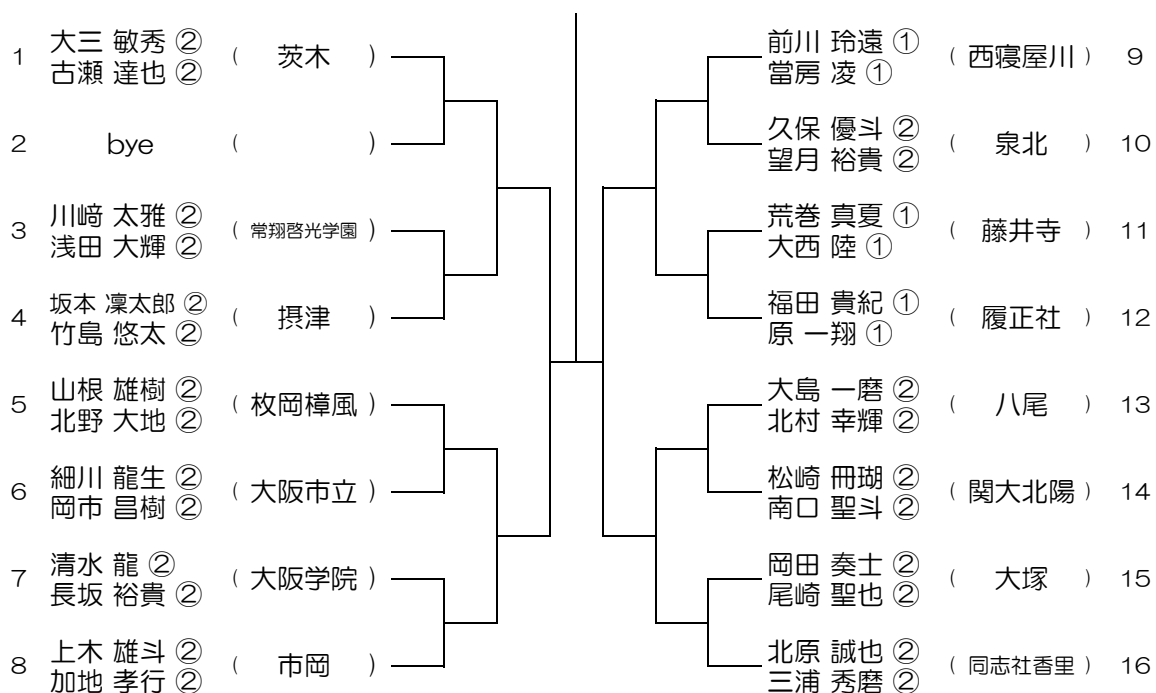 1 大三 敏秀 ② 古瀬 達也 ② ( 茨木 )
2 bye ( )
3 川﨑 太雅 ② 浅田 大輝 ② ( 常翔啓光学園 )
4 坂本 凜太郎 ② 竹島 悠太 ② ( 摂津 )
5 山根 雄樹 ② 北野 大地 ② ( 枚岡樟風 )
6 細川 龍生 ② 岡市 昌樹 ② ( 大阪市立 )
7 清水 龍 ② 長坂 裕貴 ② ( 大阪学院 )
8 上木 雄斗 ② 加地 孝行 ② ( 市岡 )
前川 玲遠 ① 當房 凌 ① ( 西寝屋川 ) 9
久保 優斗 ② 望月 裕貴 ② ( 泉北 ) 10
荒巻 真夏 ① 大西 陸 ① ( 藤井寺 ) 11
福田 貴紀 ① 原 一翔 ① ( 履正社 ) 12
大島 一磨 ② 北村 幸輝 ② ( 八尾 ) 13
松崎 冊瑚 ② 南口 聖斗 ② ( 関大北陽 ) 14
岡田 奏士 ② 尾崎 聖也 ② ( 大塚 ) 15
北原 誠也 ② 三浦 秀磨 ② ( 同志社香里 ) 16